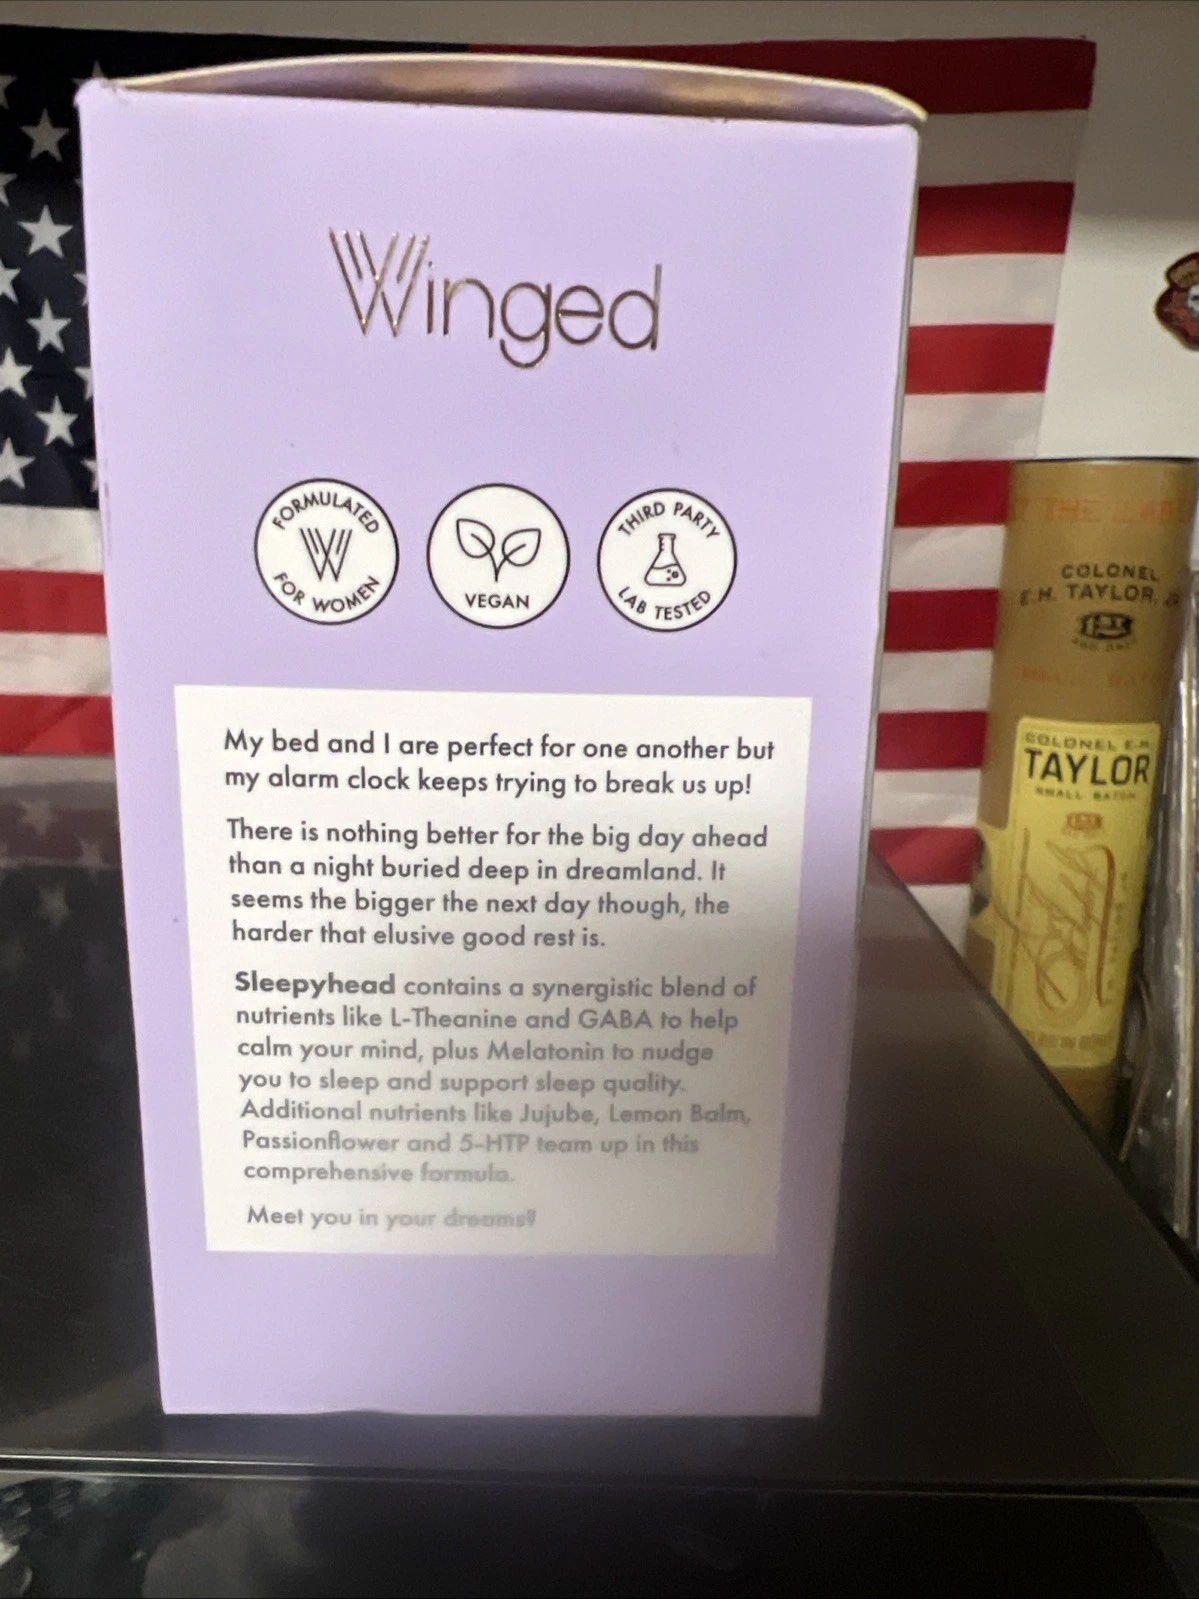 Winged
FORMULATED
FOR WOMEN
VEGAN
THIRD PARTY
LAB TESTED
My bed and I are perfect for one another but
my alarm clock keeps trying to break us up!
There is nothing better for the big day ahead
than a night buried deep in dreamland. It
seems the bigger the next day though, the
harder that elusive good rest is.
Sleepyhead contains a synergistic blend of
nutrients like L-Theanine and GABA to help
calm your mind, plus Melatonin to nudge
you to sleep and support sleep quality.
Additional nutrients like Jujube, Lemon Balm,
Passionflower and 5-HTP team up in this
comprehensive formula.
Meet you in your dreams!
THE
COLONEL
E.H. TAYLOR,
COLONEL E.H.
TAYLOR
SMALL BATCH